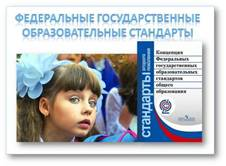 ФЕДЕРАЛЬНЫЕ ГОСУДАРСТВЕННЫЕ
ОБРАЗОВАТЕЛЬНЫЕ СТАНДАРТЫ
стандарты
Концепция
Федеральных
государственных
образовательных
стандартов
общего
образования